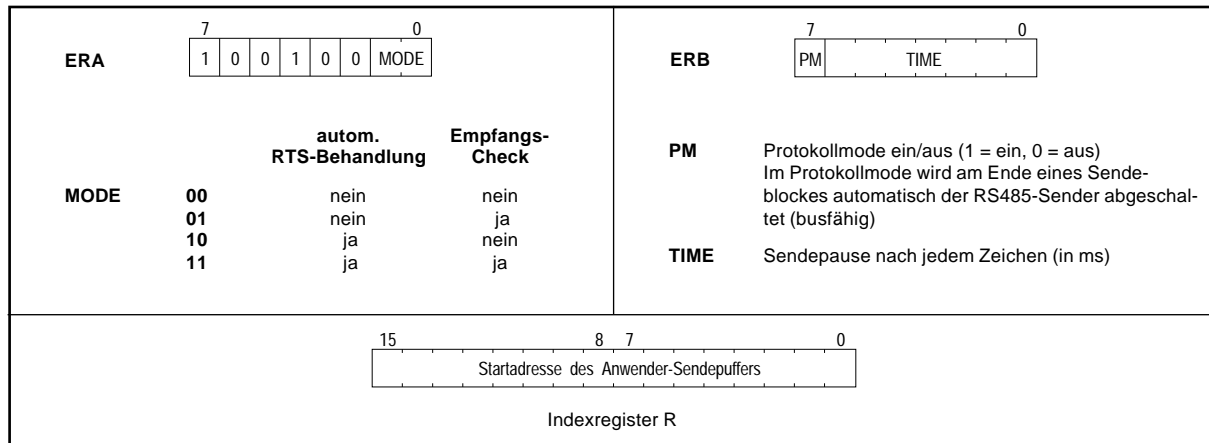 7 0
ERA 1 0 0 1 0 0 MODE
autom. Empfangs-
RTS-Behandlung Check
MODE 00 nein nein
01 nein ja
10 ja nein
11 ja ja
7 0
ERB PM TIME
PM Protokollmode ein/aus (1 = ein, 0 = aus)
Im Protokollmode wird am Ende eines Sende-
blockes automatisch der RS485-Sender abgeschal-
tet (busfähig)
TIME Sendepause nach jedem Zeichen (in ms)
15 8 7 0
Startadresse des Anwender-Sendepuffers
Indexregister R